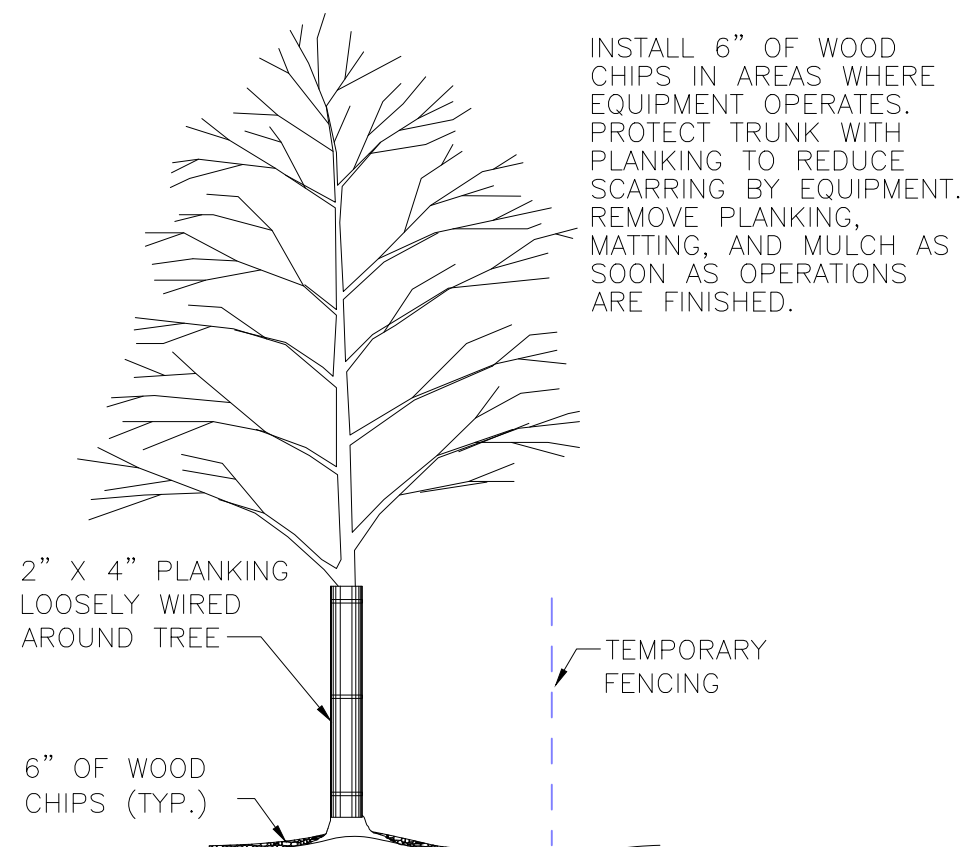 INSTALL 6” OF WOOD
CHIPS IN AREAS WHERE
EQUIPMENT OPERATES.
PROTECT TRUNK WITH
PLANKING TO REDUCE
SCARRING BY EQUIPMENT.
REMOVE PLANKING,
MATTING, AND MULCH AS
SOON AS OPERATIONS
ARE FINISHED.
2” X 4” PLANKING
LOOSELY WIRED
AROUND TREE
TEMPORARY
FENCING
6” OF WOOD
CHIPS (TYP.)